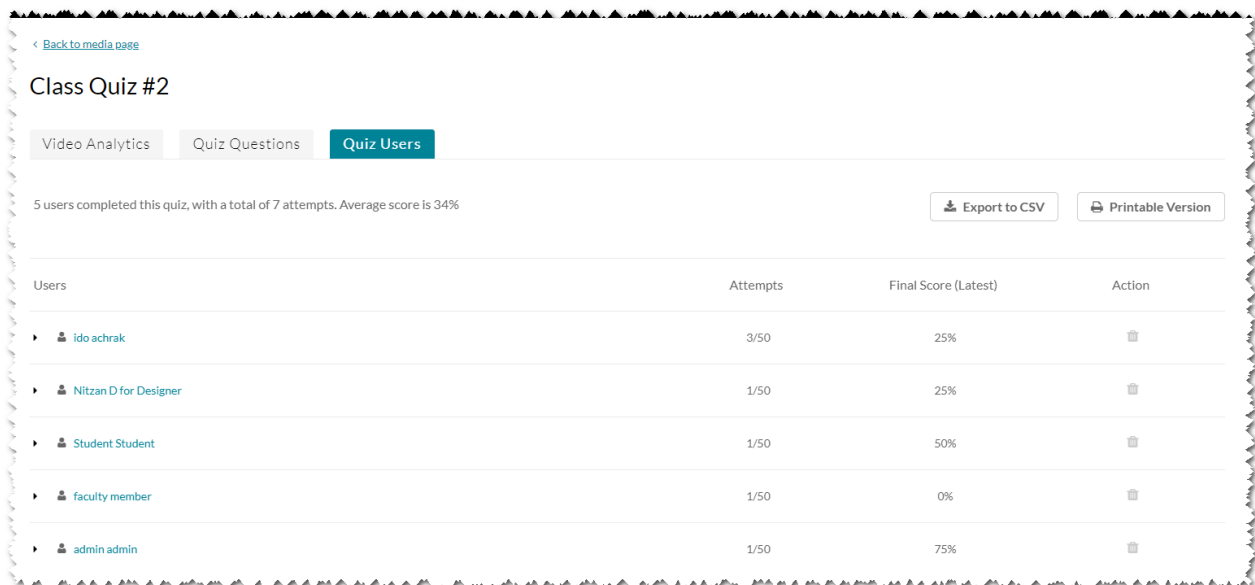 Back to media page
Class Quiz #2
Video Analytics Quiz Questions Quiz Users
5 users completed this quiz, with a total of 7 attempts. Average score is 34% Export to CSV Printable Version
Users Attempts Final Score (Latest) Action
ido achrak 3/50 25%
Nitzan D for Designer 1/50 25%
Student Student 1/50 50%
faculty member 1/50 0%
admin admin 1/50 75%